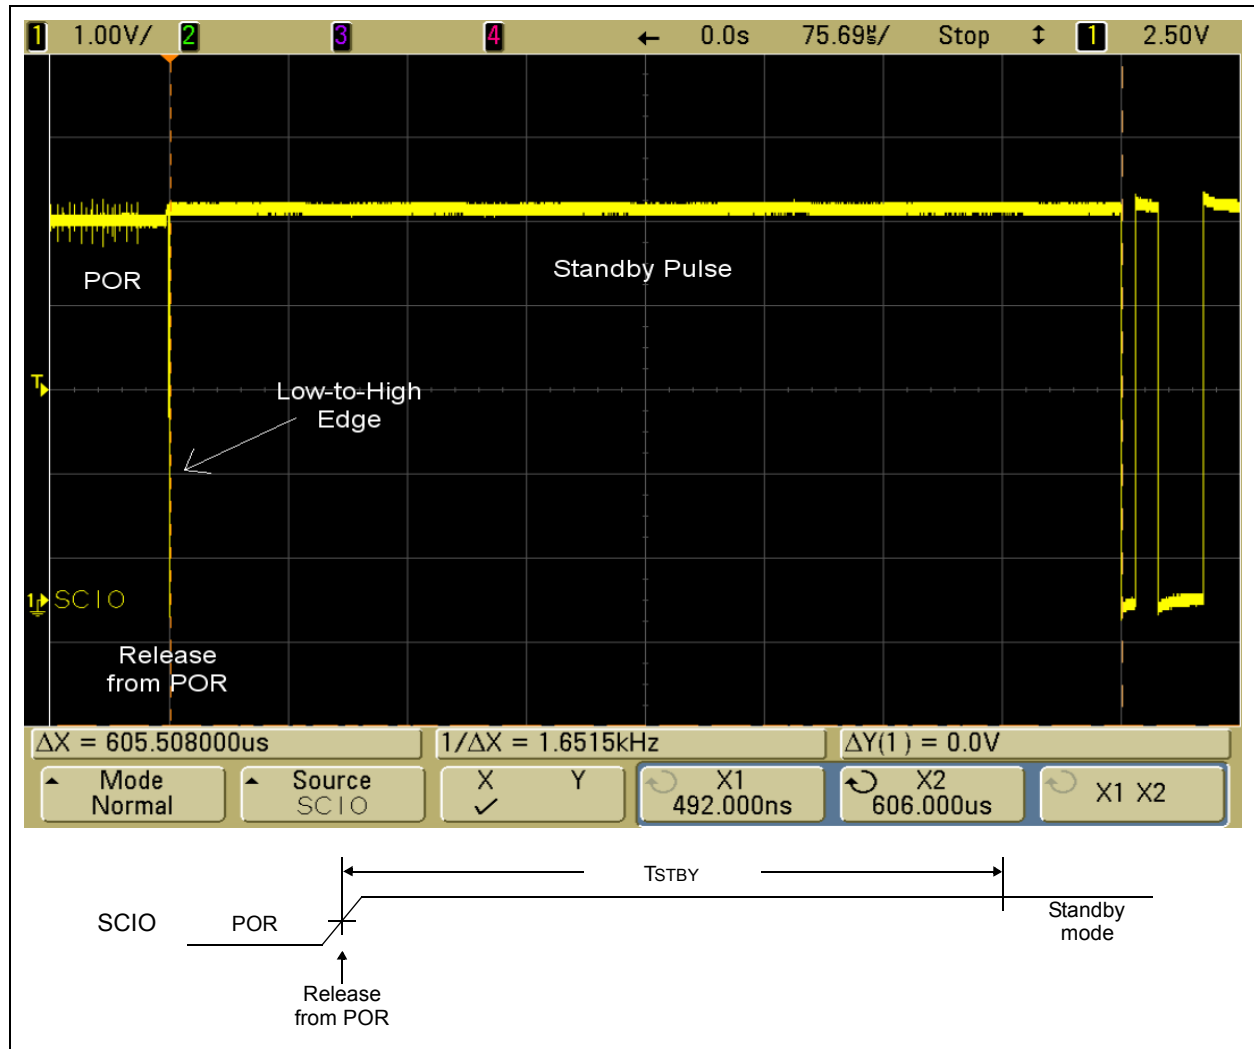 1 1.00V/ 2 3 4 ← 0.0s 75.69㎲/ Stop ↕ 1 2.50V
POR
Standby Pulse
T
Low-to-High
Edge
1 SCIO
Release
from POR
ΔX = 605.508000us 1/ΔX = 1.6515kHz ΔY(1) = 0.0V
Mode
Normal
Source
SCIO
X Y
✓
X1
492.000ns
X2
606.000us
X1 X2
TSTBY
SCIO POR
Standby
mode
Release
from POR